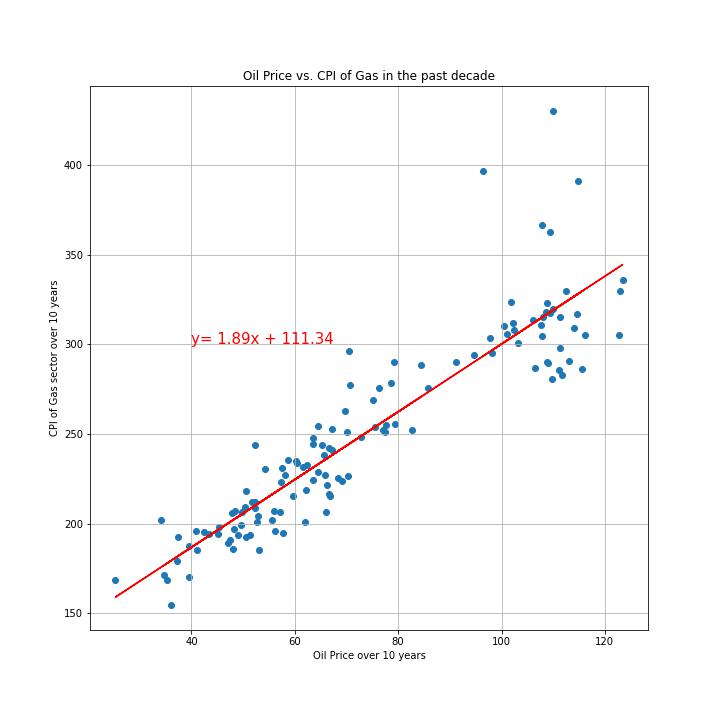 Oil Price vs. CPI of Gas in the past decade
400
350
300
250
200
150
CPI of Gas sector over 10 years
y= 1.89x + 111.34
40 60 80 100 120
Oil Price over 10 years